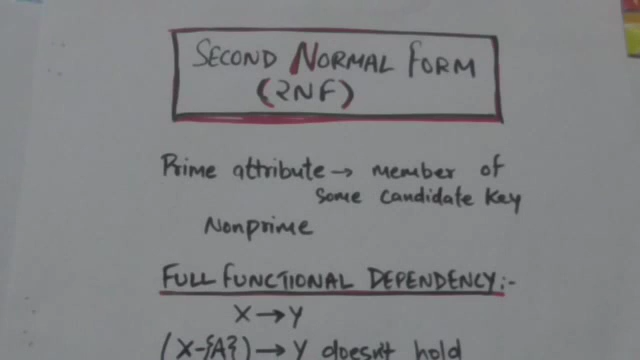 SECOND NORMAL FORM
(2NF)
Prime attribute → member of
some candidate key
Nonprime
FULL FUNCTIONAL DEPENDENCY:-
X → Y
(X-{A}) → Y doesn't hold